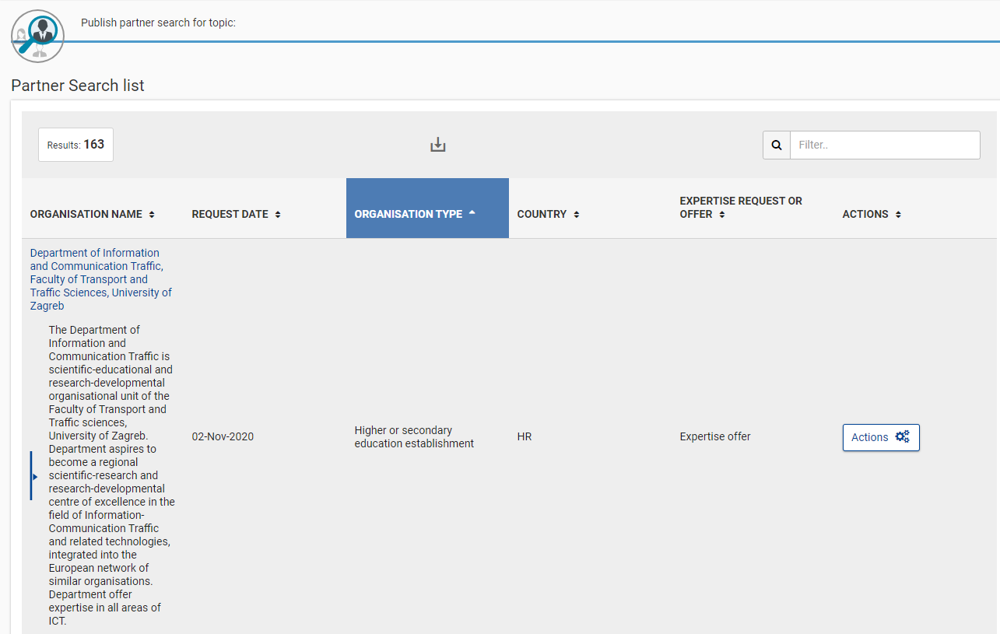 Publish partner search for topic:
Partner Search list
Results: 163
Filter..
ORGANISATION NAME
REQUEST DATE
ORGANISATION TYPE
COUNTRY
EXPERTISE REQUEST OR
OFFER
ACTIONS
Department of Information
and Communication Traffic,
Faculty of Transport and
Traffic Sciences, University of
Zagreb
The Department of
Information and
Communication Traffic is
scientific-educational and
research-developmental
organisational unit of the
Faculty of Transport and
Traffic sciences,
University of Zagreb.
Department aspires to
become a regional
scientific-research and
research-developmental
centre of excellence in the
field of Information-
Communication Traffic
and related technologies,
integrated into the
European network of
similar organisations.
Department offer
expertise in all areas of
ICT.
02-Nov-2020
Higher or secondary
education establishment
HR
Expertise offer
Actions